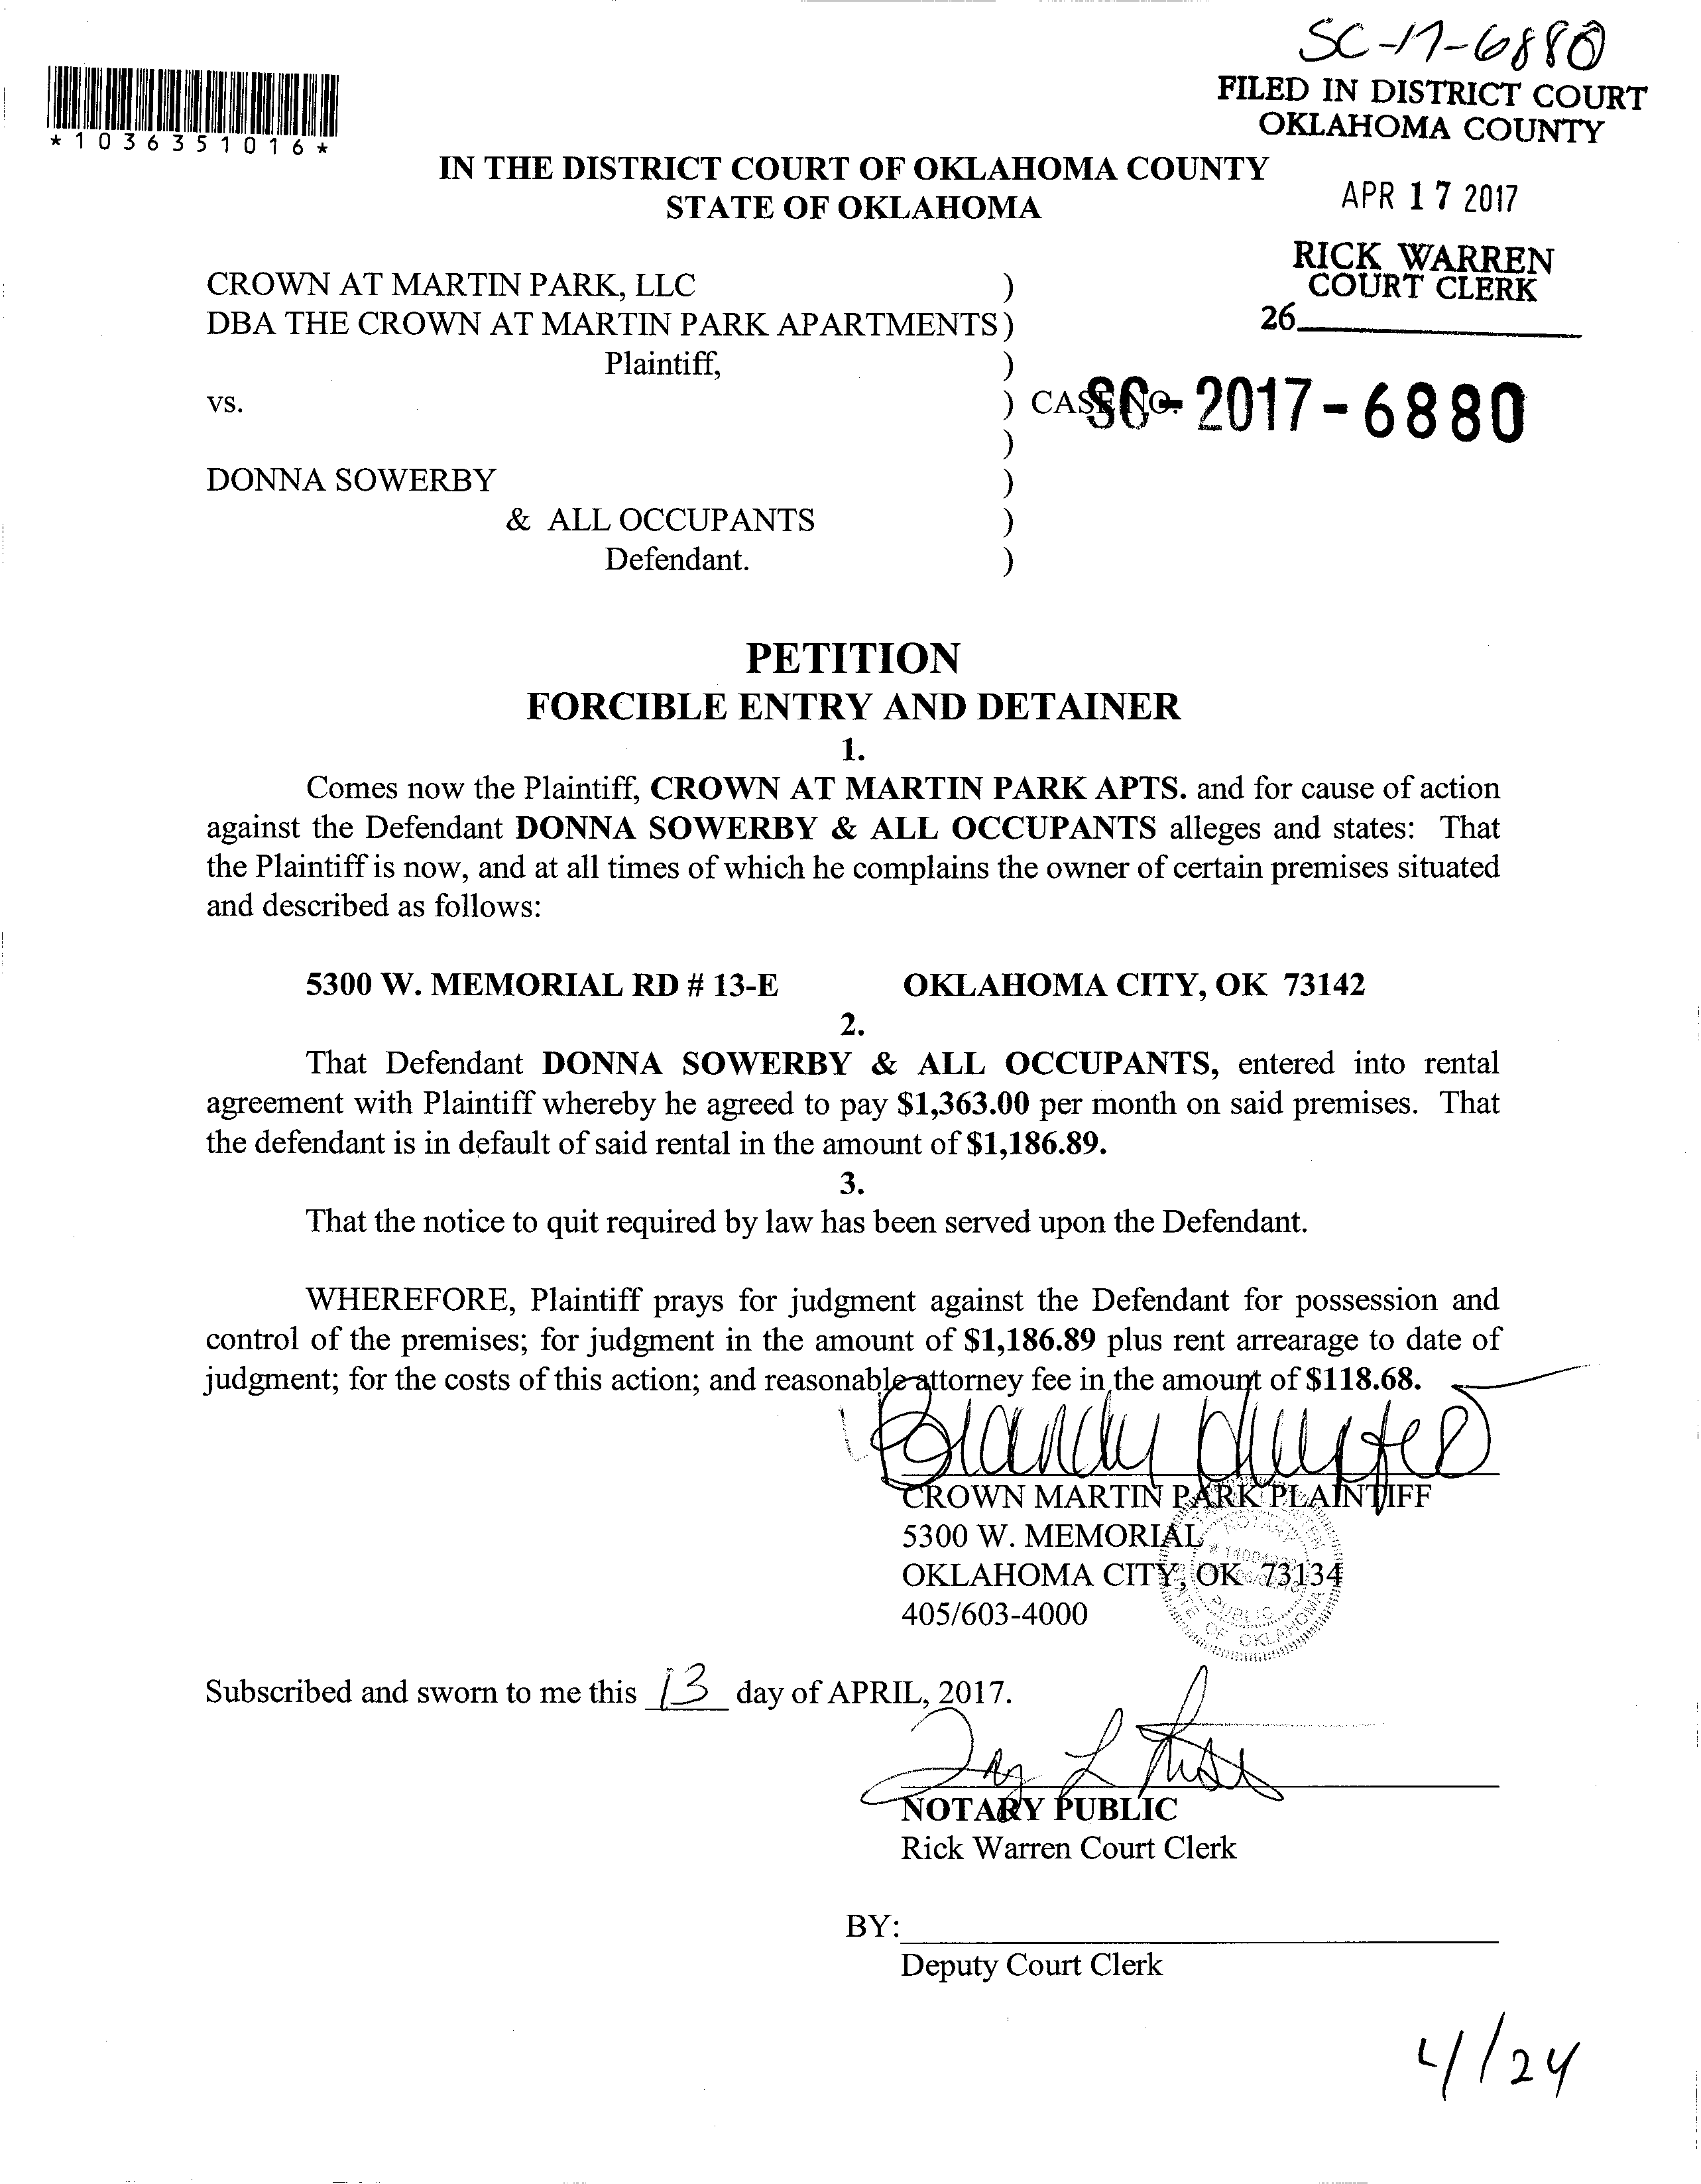 SC-17-6880
FILED IN DISTRICT COURT
OKLAHOMA COUNTY
*1036351016*
IN THE DISTRICT COURT OF OKLAHOMA COUNTY
STATE OF OKLAHOMA
APR 17 2017
RICK WARREN
COURT CLERK
26
CROWN AT MARTIN PARK, LLC )
DBA THE CROWN AT MARTIN PARK APARTMENTS )
Plaintiff, )
vs. ) CASE NO. SC-2017-6880
)
DONNA SOWERBY )
& ALL OCCUPANTS )
Defendant. )
PETITION
FORCIBLE ENTRY AND DETAINER
1.
Comes now the Plaintiff, CROWN AT MARTIN PARK APTS. and for cause of action
against the Defendant DONNA SOWERBY & ALL OCCUPANTS alleges and states: That
the Plaintiff is now, and at all times of which he complains the owner of certain premises situated
and described as follows:
5300 W. MEMORIAL RD # 13-E OKLAHOMA CITY, OK 73142
2.
That Defendant DONNA SOWERBY & ALL OCCUPANTS, entered into rental
agreement with Plaintiff whereby he agreed to pay $1,363.00 per month on said premises. That
the defendant is in default of said rental in the amount of $1,186.89.
3.
That the notice to quit required by law has been served upon the Defendant.
WHEREFORE, Plaintiff prays for judgment against the Defendant for possession and
control of the premises; for judgment in the amount of $1,186.89 plus rent arrearage to date of
judgment; for the costs of this action; and reasonable attorney fee in the amount of $118.68.
Brandy
CROWN MARTIN PARK PLAINTIFF
5300 W. MEMORIAL
OKLAHOMA CITY, OK 73134
405/603-4000
NOTARY
PUBLIC
STATE OF OKLAHOMA
Subscribed and sworn to me this 13 day of APRIL, 2017.
NOTARY PUBLIC
Rick Warren Court Clerk
BY:
Deputy Court Clerk
4/24